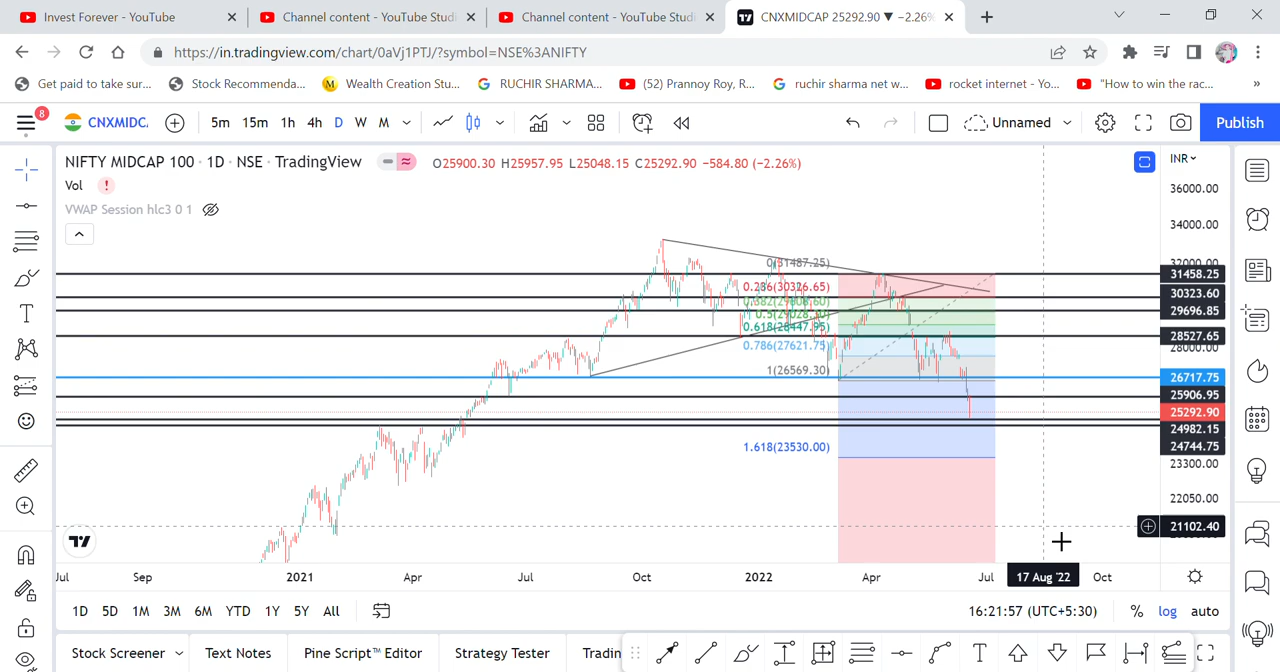 Invest Forever - YouTube
Channel content - YouTube Studi
Channel content - YouTube Studi
CNXMIDCAP 25292.90 ▼ −2.26%
https://in.tradingview.com/chart/0aVj1PTJ/?symbol=NSE%3ANIFTY
Get paid to take sur...
Stock Recommenda...
Wealth Creation Stu...
RUCHIR SHARMA...
(52) Prannoy Roy, R...
ruchir sharma net w...
rocket internet - Yo...
"How to win the rac...
»
8
CNXMIDC
5m 15m 1h 4h D W M
Unnamed
Publish
NIFTY MIDCAP 100 · 1D · NSE · TradingView
O25900.30 H25957.95 L25048.15 C25292.90 −584.80 (−2.26%)
INR
Vol
VWAP Session hlc3 0 1
36000.00
34000.00
32000.00
31458.25
30323.60
29696.85
28527.65
28000.00
26717.75
25906.95
25292.90
24982.15
24744.75
23300.00
22050.00
21102.40
0(31487.25)
0.236(30326.65)
0.382(29608.60)
0.5(29028.30)
0.618(28447.95)
0.786(27621.75)
1(26569.30)
1.618(23530.00)
Jul Sep 2021 Apr Jul Oct 2022 Apr Jul 17 Aug '22 Oct
1D 5D 1M 3M 6M YTD 1Y 5Y All
16:21:57 (UTC+5:30)
% log auto
Stock Screener
Text Notes
Pine Script™ Editor
Strategy Tester
Tradin